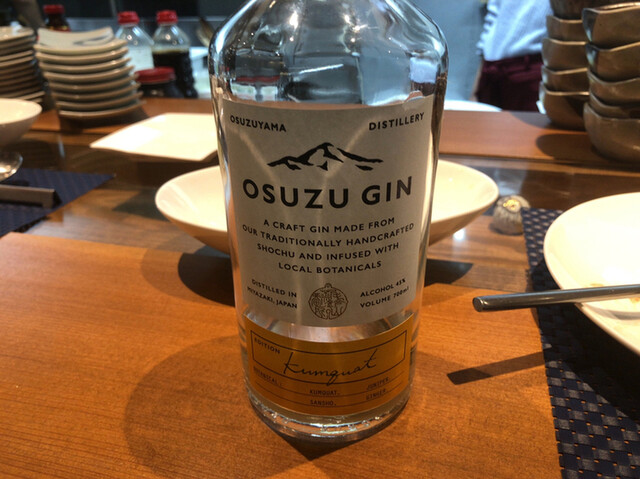 OSUZUYAMA DISTILLERY
OSUZU GIN
A CRAFT GIN MADE FROM
OUR TRADITIONALLY HANDCRAFTED
SHOCHU AND INFUSED WITH
LOCAL BOTANICALS
DISTILLED IN
MIYAZAKI, JAPAN
ALCOHOL 45%
VOLUME 700ml
EDITION
Kumquat
BOTANICAL: KUMQUAT, JUNIPER,
SANSHO, GINGER